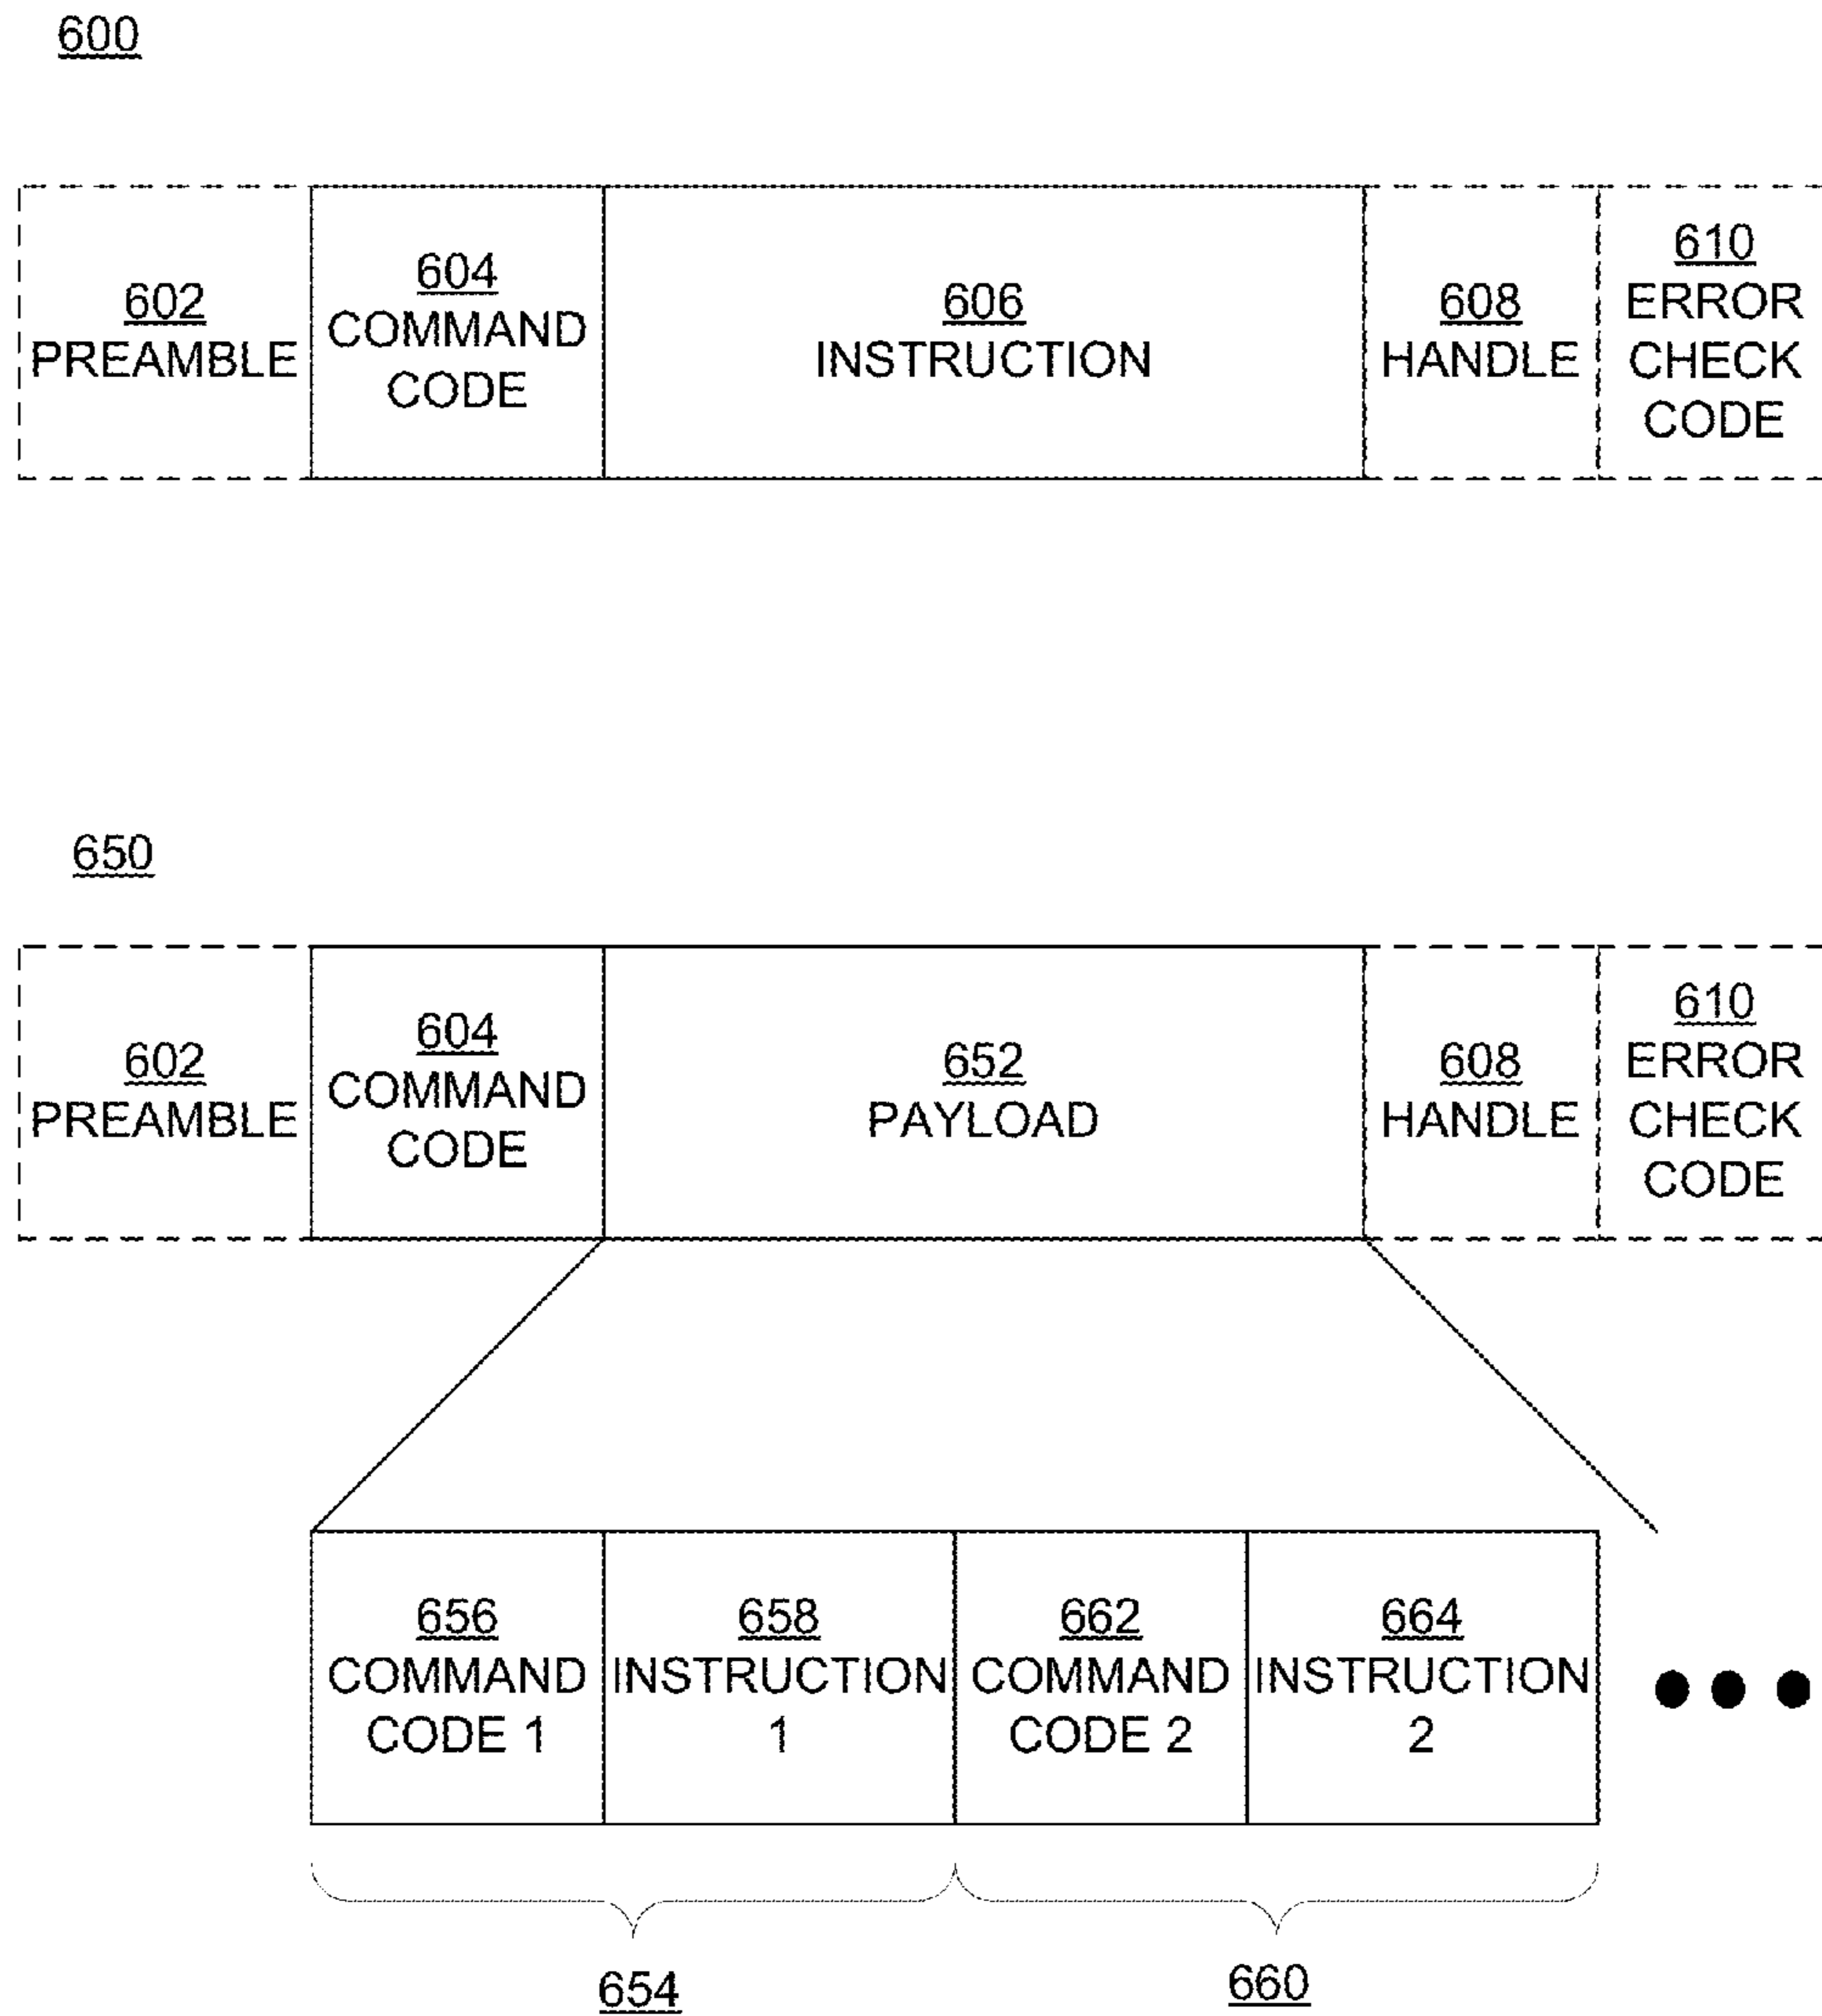 600
602
PREAMBLE
604
COMMAND
CODE
606
INSTRUCTION
608
HANDLE
610
ERROR
CHECK
CODE
650
602
PREAMBLE
604
COMMAND
CODE
652
PAYLOAD
608
HANDLE
610
ERROR
CHECK
CODE
656
COMMAND
CODE 1
658
INSTRUCTION
1
662
COMMAND
CODE 2
664
INSTRUCTION
2
654
660